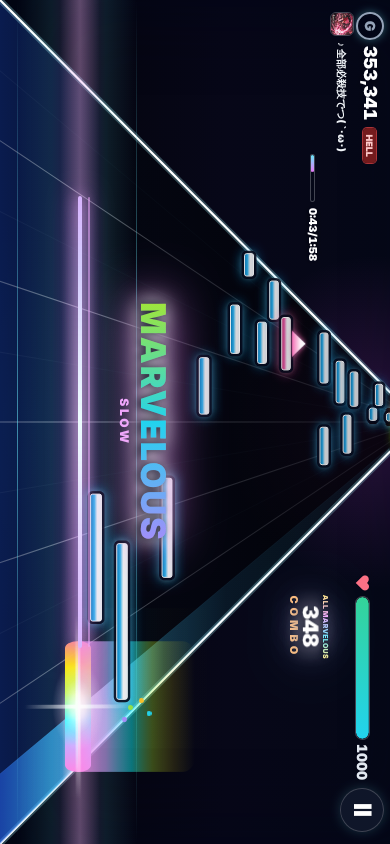 G
353,341 HELL
♪ 全部必殺技でつ(｀･ω･)
0:43/1:58
1000
ALL MARVELOUS
348
COMBO
MARVELOUS
SLOW